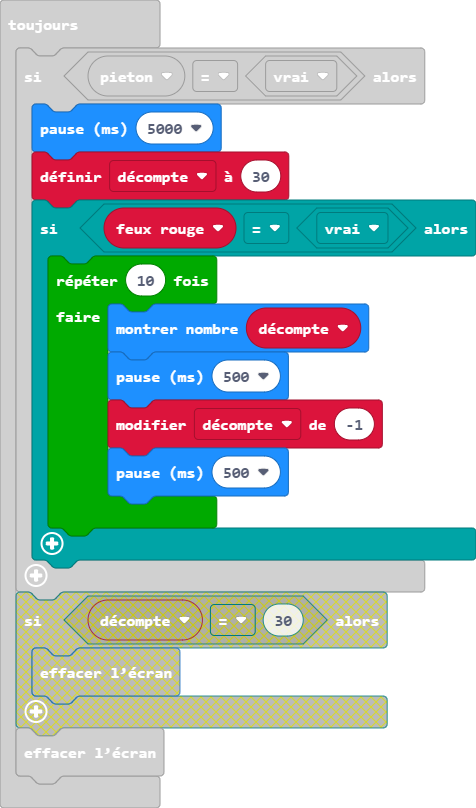 toujours
si pieton = vrai alors
pause (ms) 5000
définir décompte à 30
si feux rouge = vrai alors
répéter 10 fois
faire
montrer nombre décompte
pause (ms) 500
modifier décompte de -1
pause (ms) 500
si décompte = 30 alors
effacer l'écran
effacer l'écran